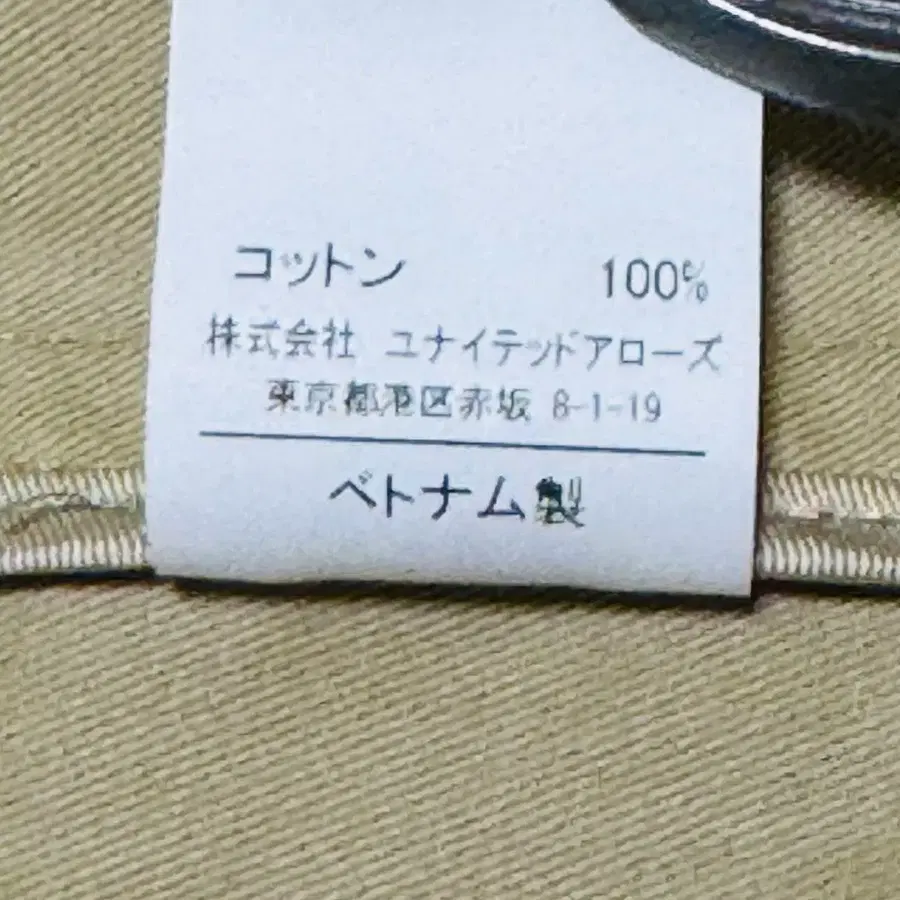 コットン 100%
株式会社 ユナイテッドアローズ
東京都港区赤坂 8-1-19
ベトナム製